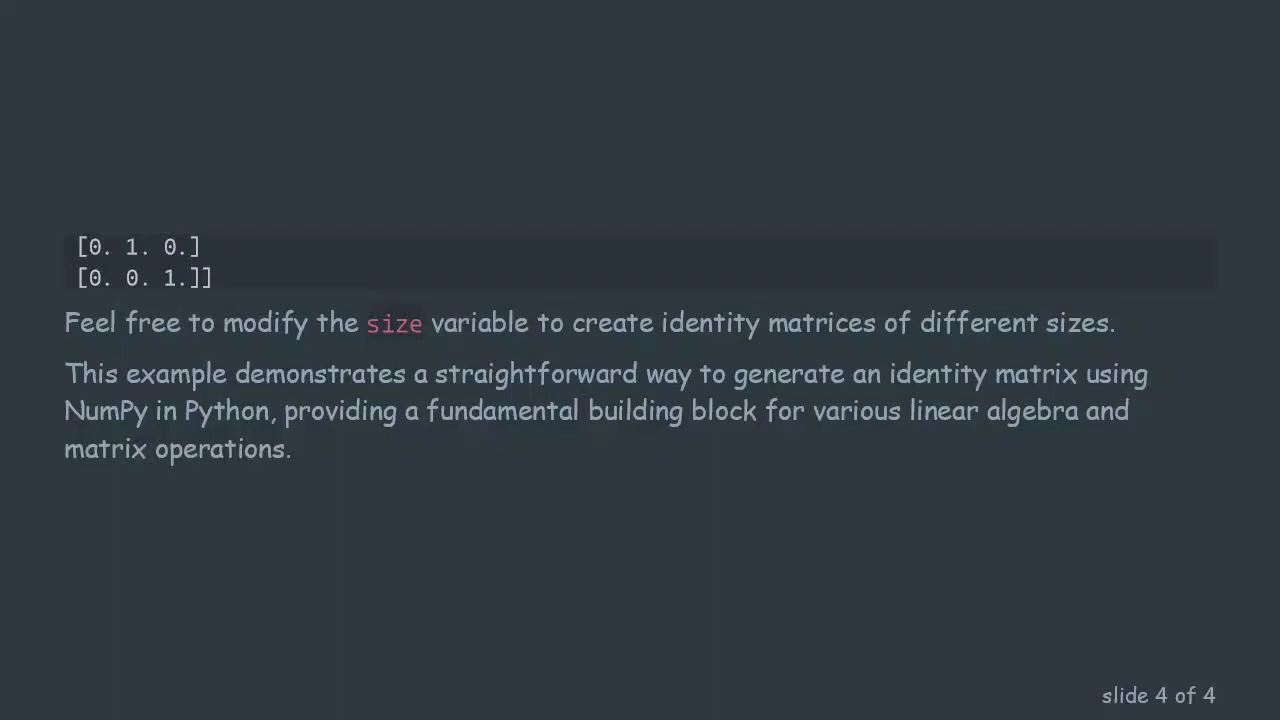 [0. 1. 0.]
[0. 0. 1.]]
Feel free to modify the size variable to create identity matrices of different sizes.
This example demonstrates a straightforward way to generate an identity matrix using
NumPy in Python, providing a fundamental building block for various linear algebra and
matrix operations.
slide 4 of 4